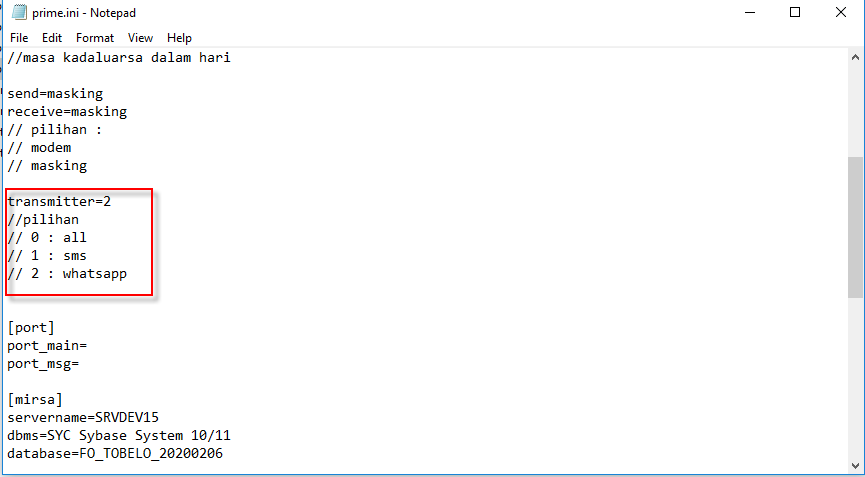 prime.ini - Notepad
File Edit Format View Help
//masa kadaluarsa dalam hari
send=masking
receive=masking
// pilihan :
// modem
// masking
transmitter=2
//pilihan
// 0 : all
// 1 : sms
// 2 : whatsapp
[port]
port_main=
port_msg=
[mirsa]
servername=SRVDEV15
dbms=SYC Sybase System 10/11
database=FO_TOBELO_20200206